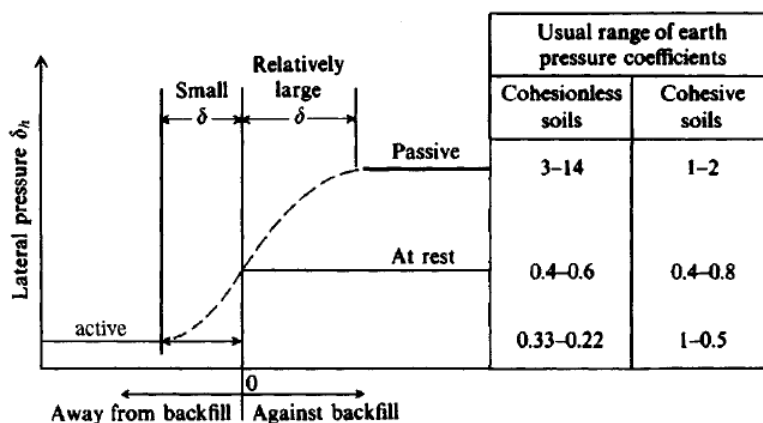 Usual range of earth
pressure coefficients
Cohesionless
soils
Cohesive
soils
Small
δ
Relatively
large
δ
Lateral pressure δₕ
Passive
3–14
1–2
At rest
0.4–0.6
0.4–0.8
active
0.33–0.22
1–0.5
0
Away from backfill
Against backfill